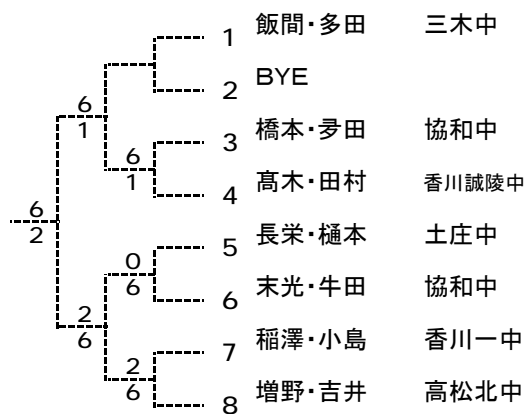 1 飯間・多田 三木中
2 BYE
6
1
3 橋本・夛田 協和中
6
1
4 髙木・田村 香川誠陵中
6
2
5 長栄・樋本 土庄中
0
6
6 末光・牛田 協和中
2
6
7 稲澤・小島 香川一中
2
6
8 増野・吉井 高松北中